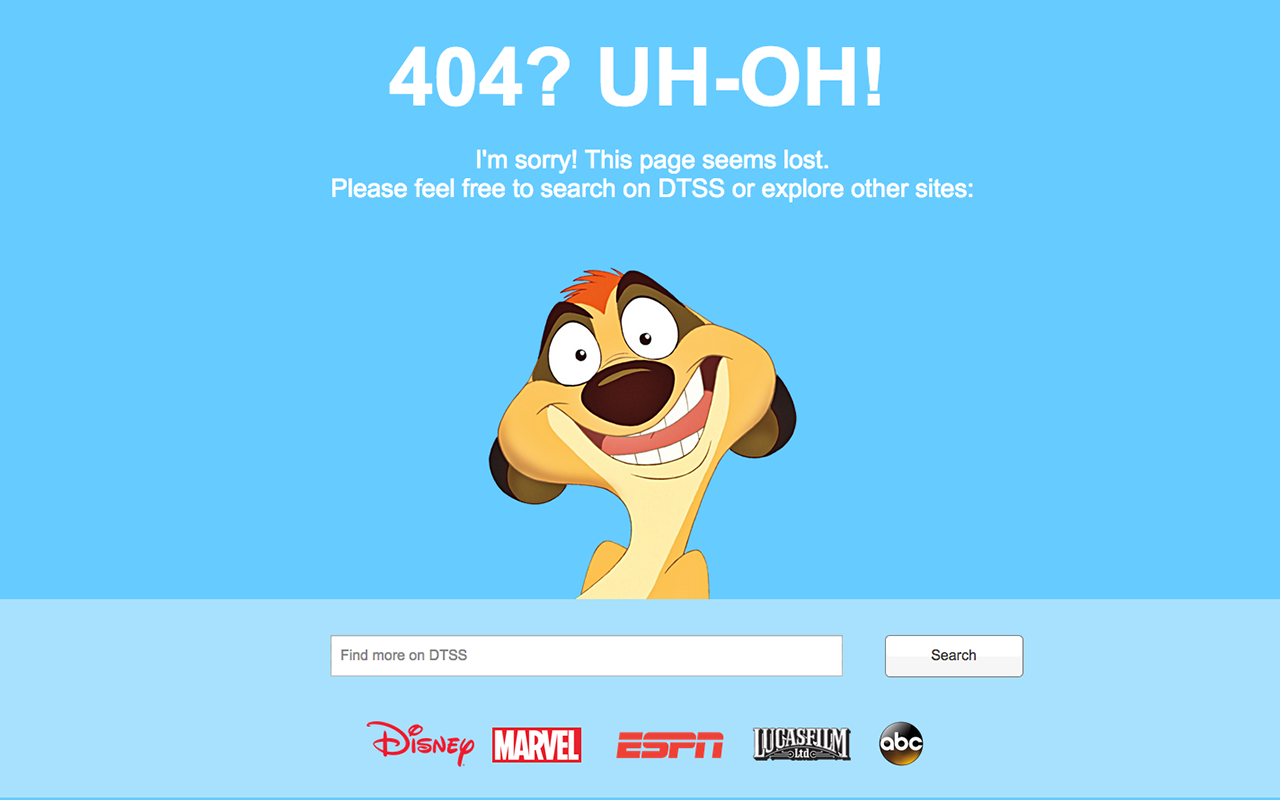 404? UH-OH!
I'm sorry! This page seems lost.
Please feel free to search on DTSS or explore other sites:
Find more on DTSS
Search
Disney
MARVEL
ESPN
LUCASFILM
Ltd
abc